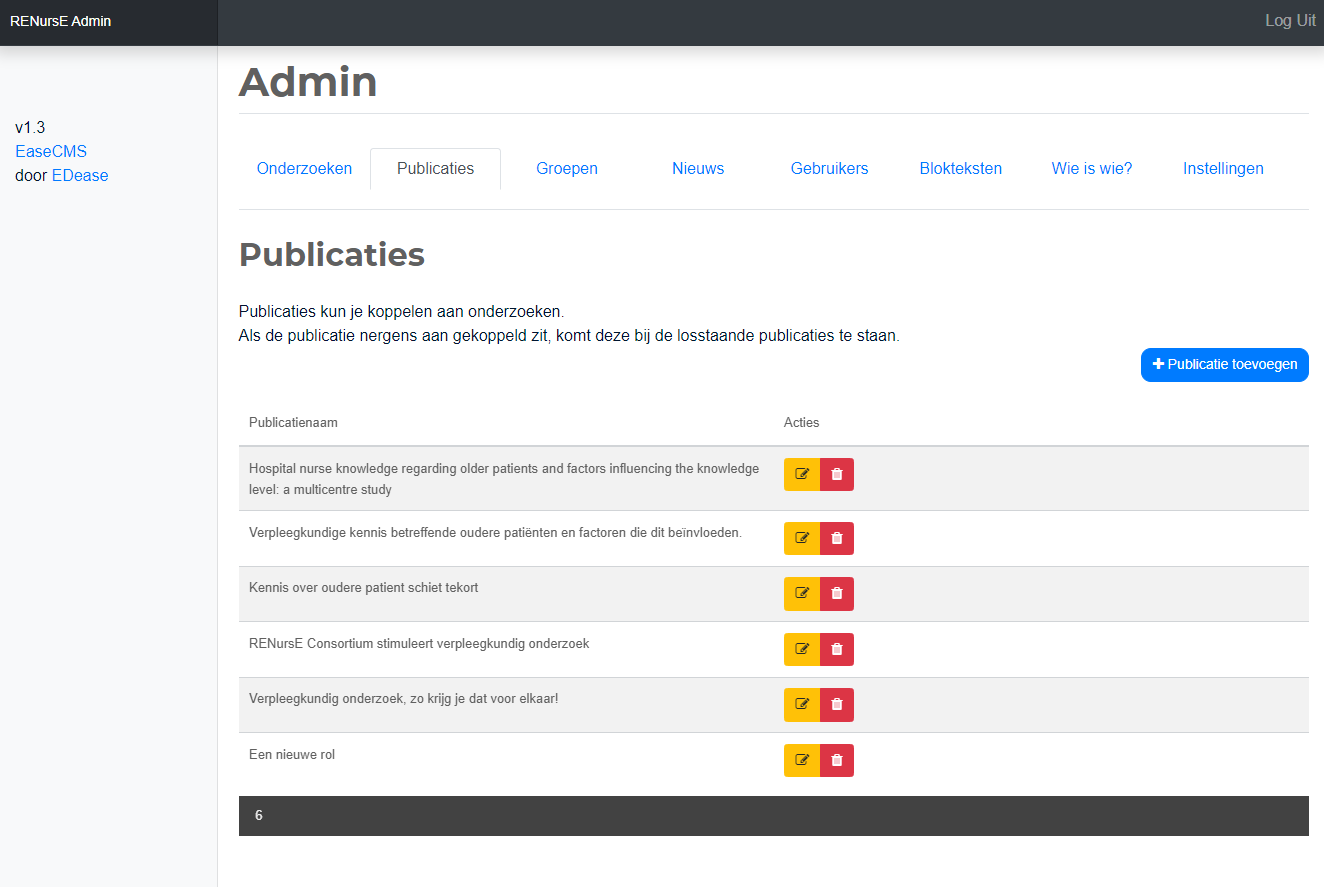 RENursE Admin
Log Uit
v1.3
EaseCMS
door EDease
Admin
Onderzoeken
Publicaties
Groepen
Nieuws
Gebruikers
Blokteksten
Wie is wie?
Instellingen
Publicaties
Publicaties kun je koppelen aan onderzoeken.
Als de publicatie nergens aan gekoppeld zit, komt deze bij de losstaande publicaties te staan.
Publicatie toevoegen
Publicatienaam
Acties
Hospital nurse knowledge regarding older patients and factors influencing the knowledge
level: a multicentre study
Verpleegkundige kennis betreffende oudere patiënten en factoren die dit beïnvloeden.
Kennis over oudere patient schiet tekort
RENursE Consortium stimuleert verpleegkundig onderzoek
Verpleegkundig onderzoek, zo krijg je dat voor elkaar!
Een nieuwe rol
6